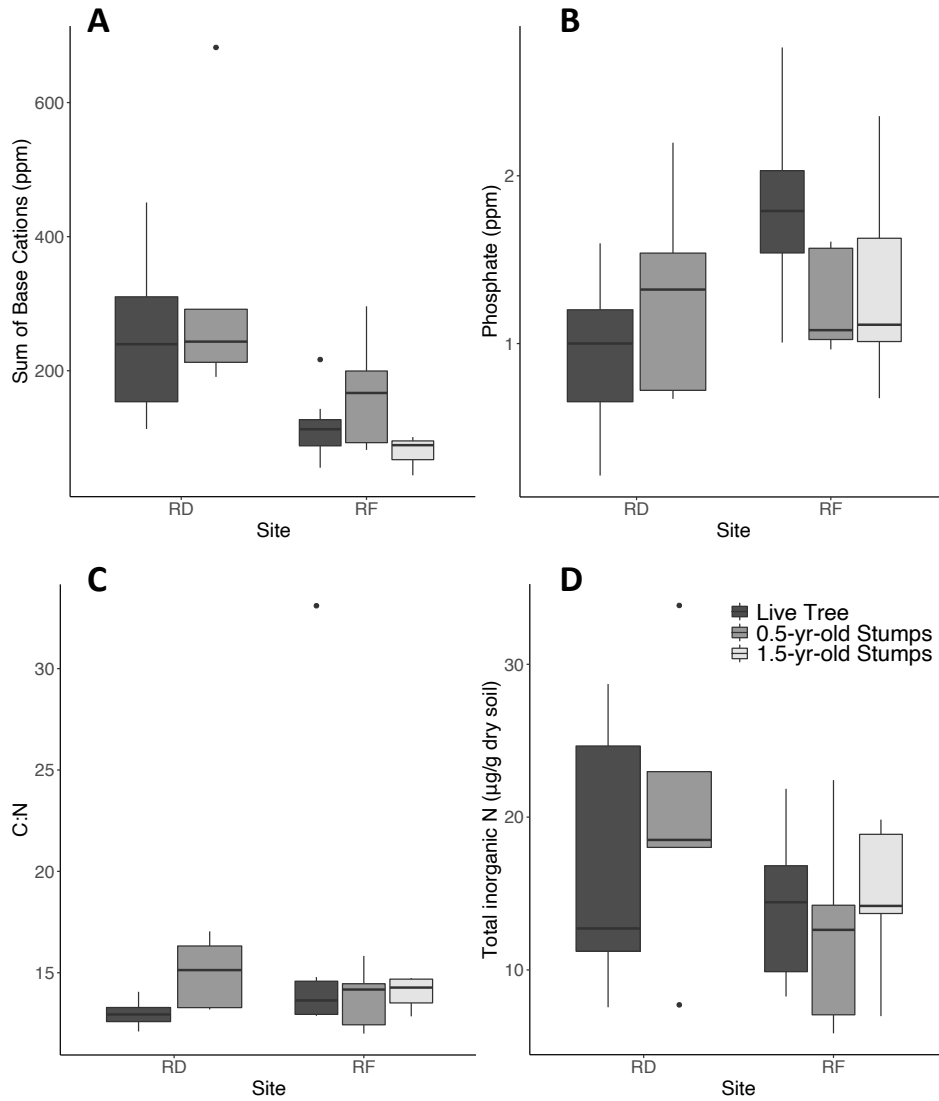 A
Sum of Base Cations (ppm)
600
400
200
RD
RF
Site
B
Phosphate (ppm)
2
1
RD
RF
Site
C
C:N
30
25
20
15
RD
RF
Site
D
Total inorganic N (µg/g dry soil)
30
20
10
Live Tree
0.5-yr-old Stumps
1.5-yr-old Stumps
RD
RF
Site